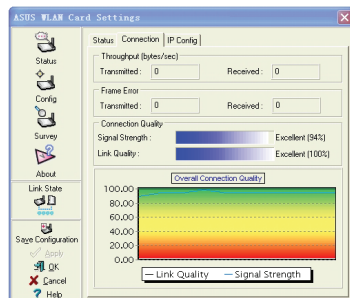 ASUS WLAN Card Settings
Status
Config
Survey
About
Link State
Save Configuration
Apply
OK
Cancel
Help
Status Connection IP Config
Throughput (bytes/sec)
Transmitted: 0 Received: 0
Frame Error
Transmitted: 0 Received: 0
Connection Quality
Signal Strength: Excellent (94%)
Link Quality: Excellent (100%)
Overall Connection Quality
100.00
80.00
60.00
40.00
20.00
0.00
Link Quality Signal Strength